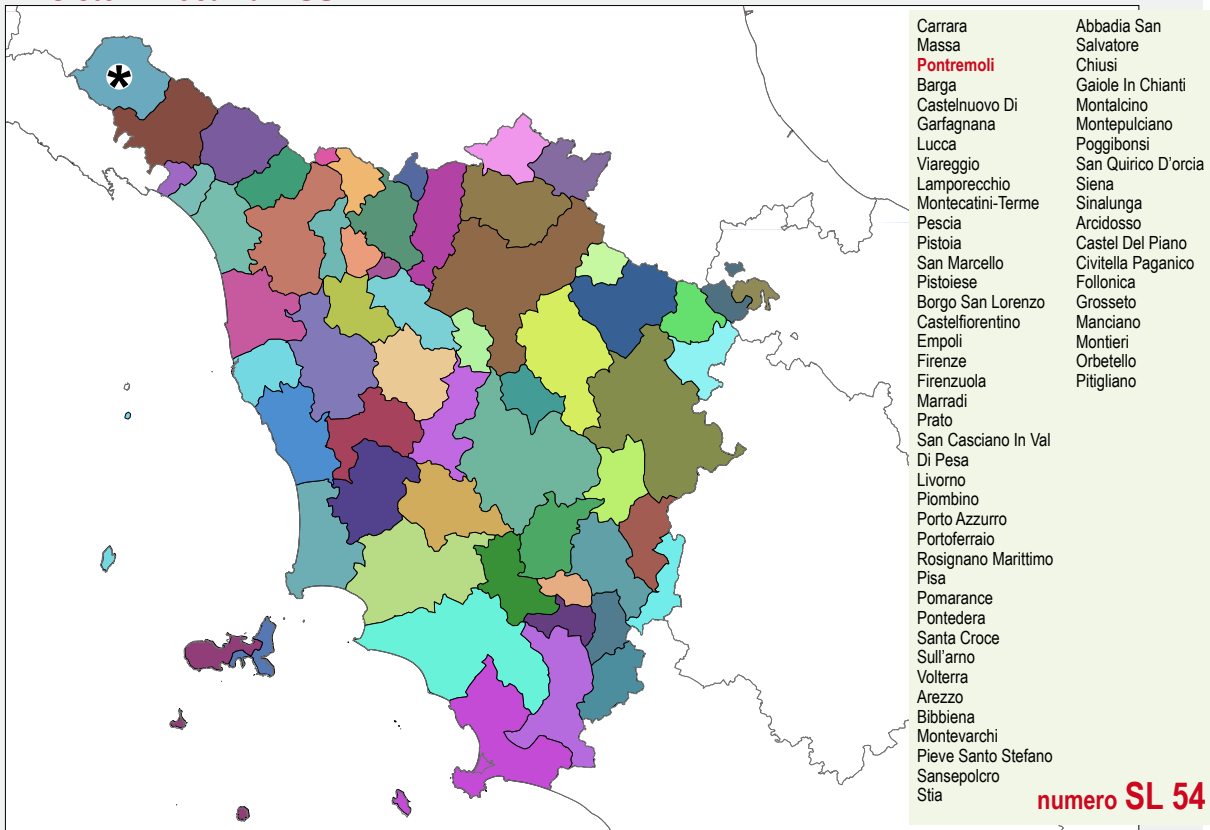 Carrara
Massa
Pontremoli
Barga
Castelnuovo Di
Garfagnana
Lucca
Viareggio
Lamporecchio
Montecatini-Terme
Pescia
Pistoia
San Marcello
Pistoiese
Borgo San Lorenzo
Castelfiorentino
Empoli
Firenze
Firenzuola
Marradi
Prato
San Casciano In Val
Di Pesa
Livorno
Piombino
Porto Azzurro
Portoferraio
Rosignano Marittimo
Pisa
Pomarance
Pontedera
Santa Croce
Sull'arno
Volterra
Arezzo
Bibbiena
Montevarchi
Pieve Santo Stefano
Sansepolcro
Stia
Abbadia San
Salvatore
Chiusi
Gaiole In Chianti
Montalcino
Montepulciano
Poggibonsi
San Quirico D'orcia
Siena
Sinalunga
Arcidosso
Castel Del Piano
Civitella Paganico
Follonica
Grosseto
Manciano
Montieri
Orbetello
Pitigliano
numero SL 54